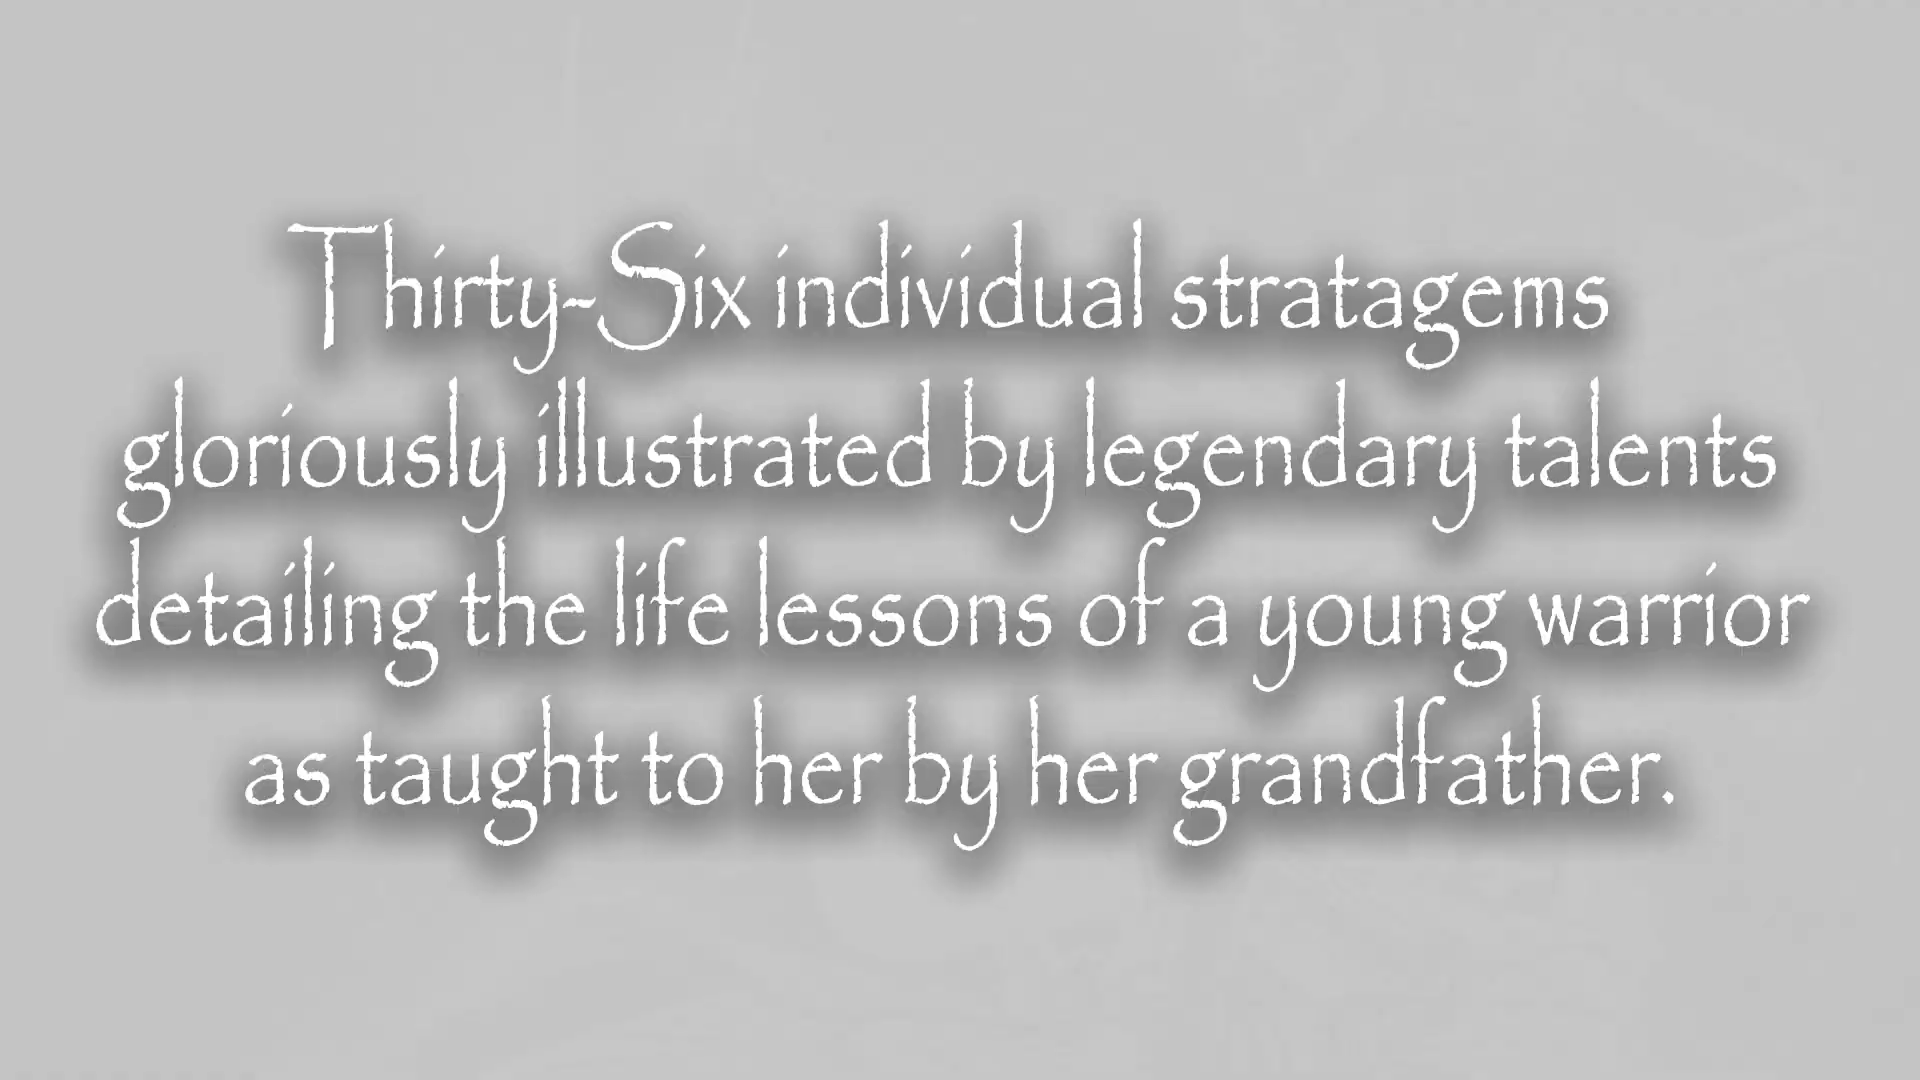 Thirty-Six individual stratagems
gloriously illustrated by legendary talents
detailing the life lessons of a young warrior
as taught to her by her grandfather.